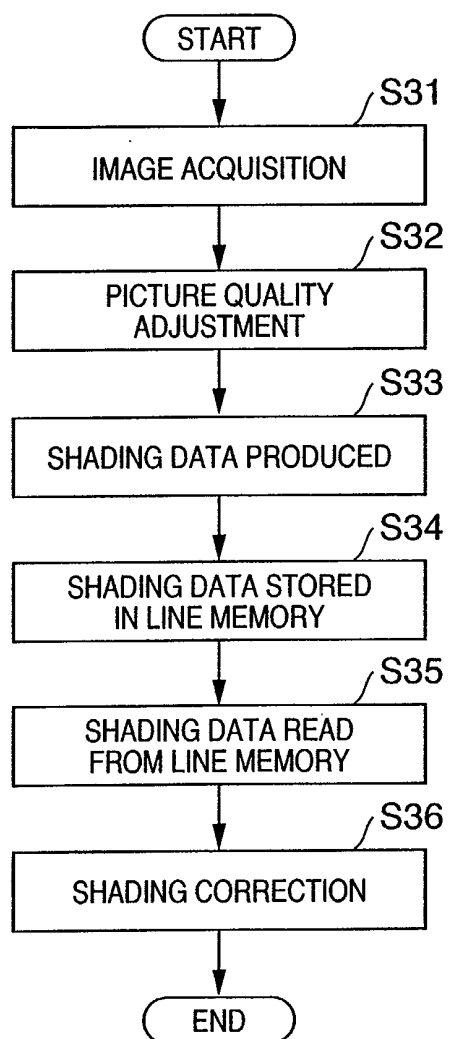 START
S31
IMAGE ACQUISITION
S32
PICTURE QUALITY
ADJUSTMENT
S33
SHADING DATA PRODUCED
S34
SHADING DATA STORED
IN LINE MEMORY
S35
SHADING DATA READ
FROM LINE MEMORY
S36
SHADING CORRECTION
END